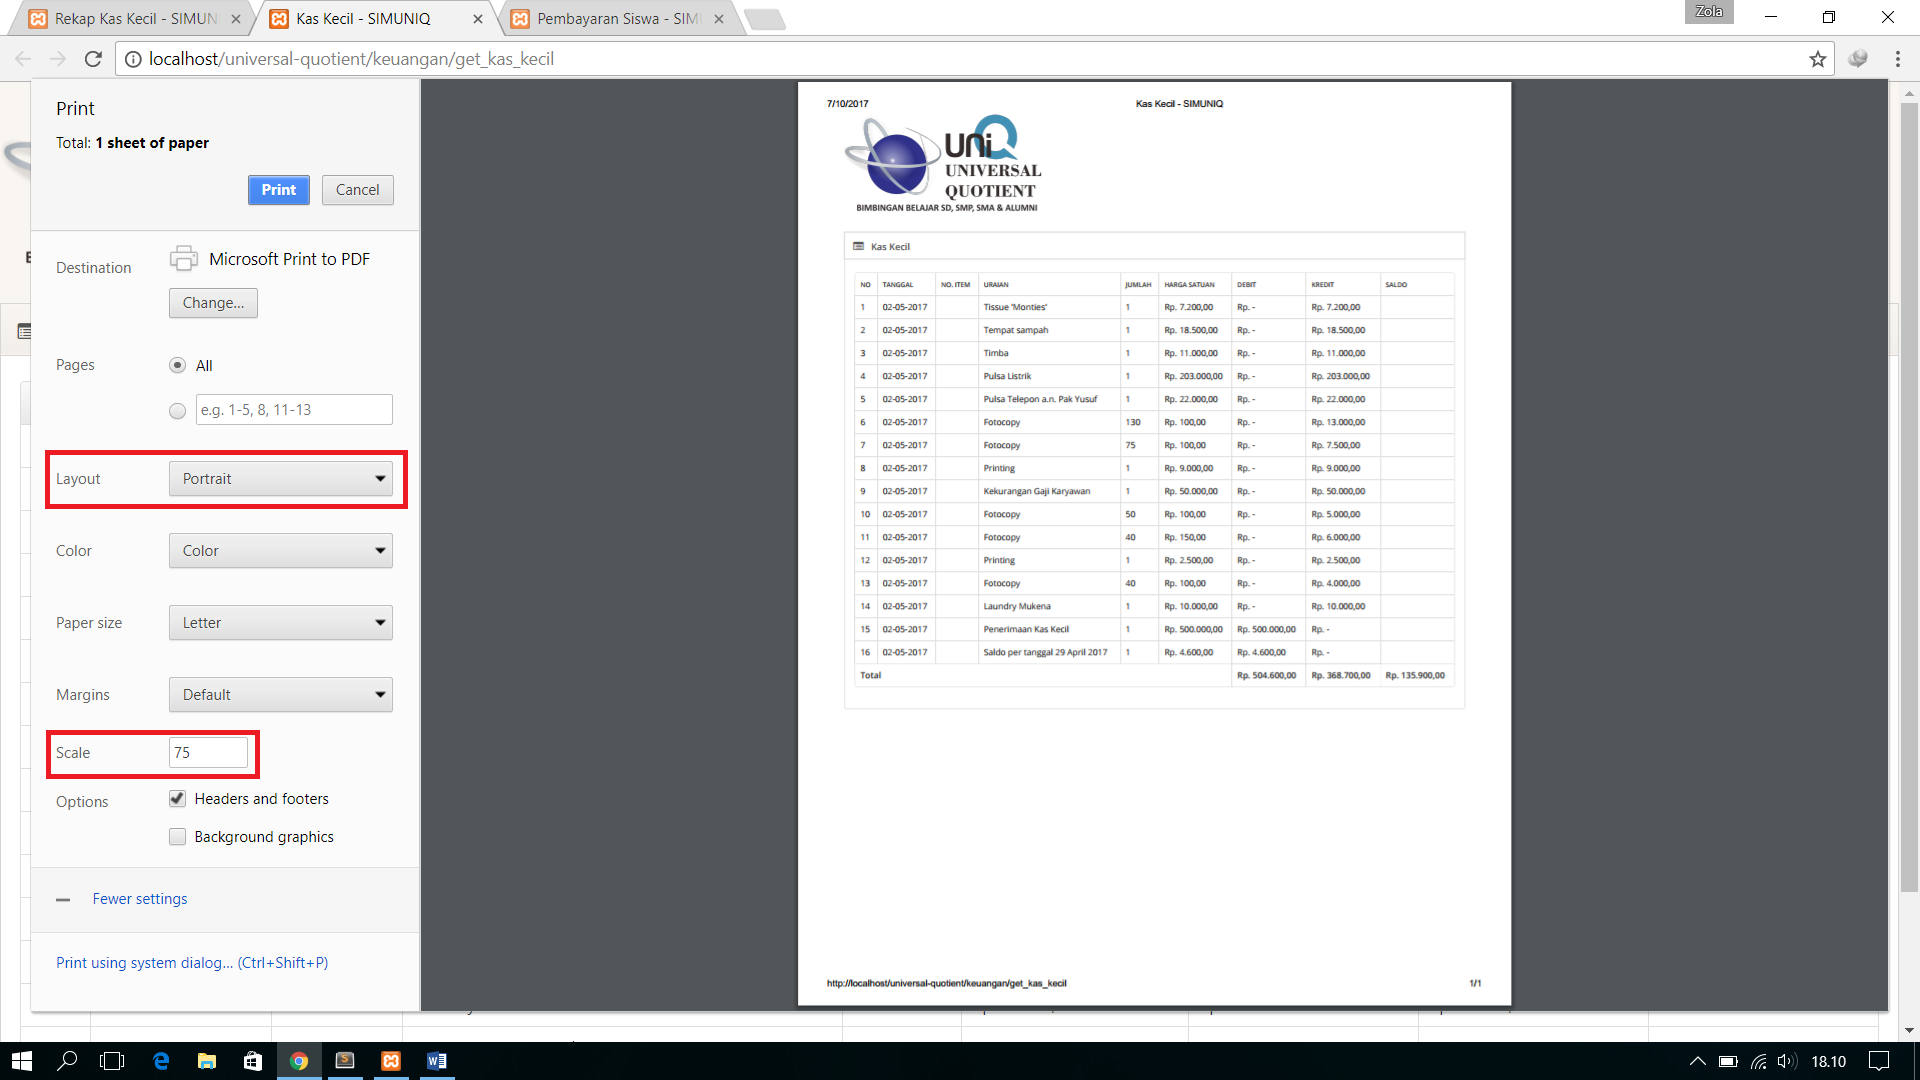 Rekap Kas Kecil - SIMUN
Kas Kecil - SIMUNIQ
Pembayaran Siswa - SIM
Zola
localhost/universal-quotient/keuangan/get_kas_kecil
Print
Total: 1 sheet of paper
Print Cancel
Destination Microsoft Print to PDF
Change...
Pages All
e.g. 1-5, 8, 11-13
Layout Portrait
Color Color
Paper size Letter
Margins Default
Scale 75
Options Headers and footers
Background graphics
Fewer settings
Print using system dialog... (Ctrl+Shift+P)
7/10/2017 Kas Kecil - SIMUNIQ
UniQ
UNIVERSAL
QUOTIENT
BIMBINGAN BELAJAR SD, SMP, SMA & ALUMNI
Kas Kecil
NO TANGGAL NO. ITEM URAIAN JUMLAH HARGA SATUAN DEBIT KREDIT SALDO
1 02-05-2017 Tissue 'Monties' 1 Rp. 7.200,00 Rp. - Rp. 7.200,00
2 02-05-2017 Tempat sampah 1 Rp. 18.500,00 Rp. - Rp. 18.500,00
3 02-05-2017 Timba 1 Rp. 11.000,00 Rp. - Rp. 11.000,00
4 02-05-2017 Pulsa Listrik 1 Rp. 203.000,00 Rp. - Rp. 203.000,00
5 02-05-2017 Pulsa Telepon a.n. Pak Yusuf 1 Rp. 22.000,00 Rp. - Rp. 22.000,00
6 02-05-2017 Fotocopy 130 Rp. 100,00 Rp. - Rp. 13.000,00
7 02-05-2017 Fotocopy 75 Rp. 100,00 Rp. - Rp. 7.500,00
8 02-05-2017 Printing 1 Rp. 9.000,00 Rp. - Rp. 9.000,00
9 02-05-2017 Kekurangan Gaji Karyawan 1 Rp. 50.000,00 Rp. - Rp. 50.000,00
10 02-05-2017 Fotocopy 50 Rp. 100,00 Rp. - Rp. 5.000,00
11 02-05-2017 Fotocopy 40 Rp. 150,00 Rp. - Rp. 6.000,00
12 02-05-2017 Printing 1 Rp. 2.500,00 Rp. - Rp. 2.500,00
13 02-05-2017 Fotocopy 40 Rp. 100,00 Rp. - Rp. 4.000,00
14 02-05-2017 Laundry Mukena 1 Rp. 10.000,00 Rp. - Rp. 10.000,00
15 02-05-2017 Penerimaan Kas Kecil 1 Rp. 500.000,00 Rp. 500.000,00 Rp. -
16 02-05-2017 Saldo per tanggal 29 April 2017 1 Rp. 4.600,00 Rp. 4.600,00 Rp. -
Total Rp. 504.600,00 Rp. 368.700,00 Rp. 135.900,00
http://localhost/universal-quotient/keuangan/get_kas_kecil 1/1
18.10